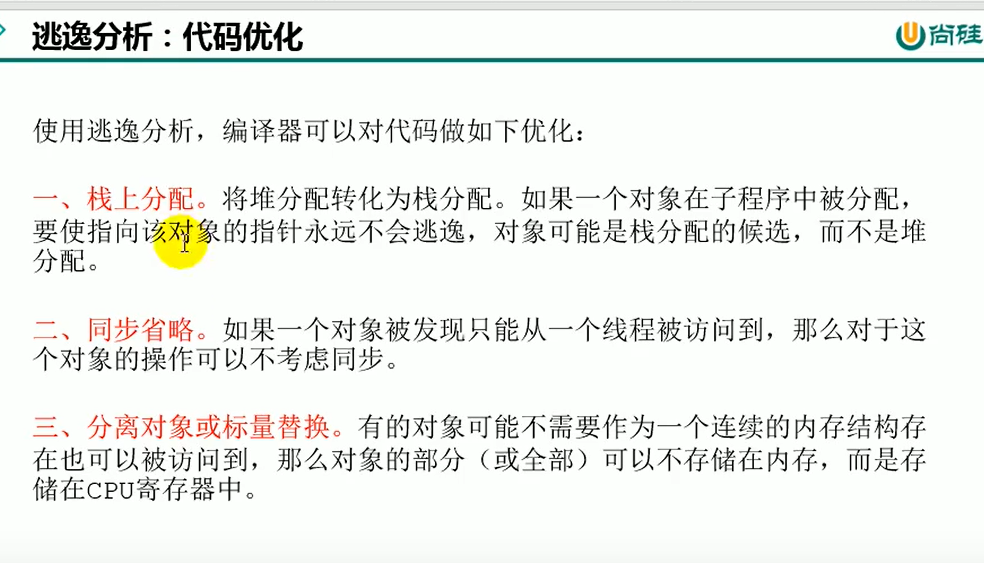 逃逸分析：代码优化
尚硅
使用逃逸分析，编译器可以对代码做如下优化：
一、栈上分配。将堆分配转化为栈分配。如果一个对象在子程序中被分配，
要使指向该对象的指针永远不会逃逸，对象可能是栈分配的候选，而不是堆
分配。
二、同步省略。如果一个对象被发现只能从一个线程被访问到，那么对于这
个对象的操作可以不考虑同步。
三、分离对象或标量替换。有的对象可能不需要作为一个连续的内存结构存
在也可以被访问到，那么对象的部分（或全部）可以不存储在内存，而是存
储在CPU寄存器中。